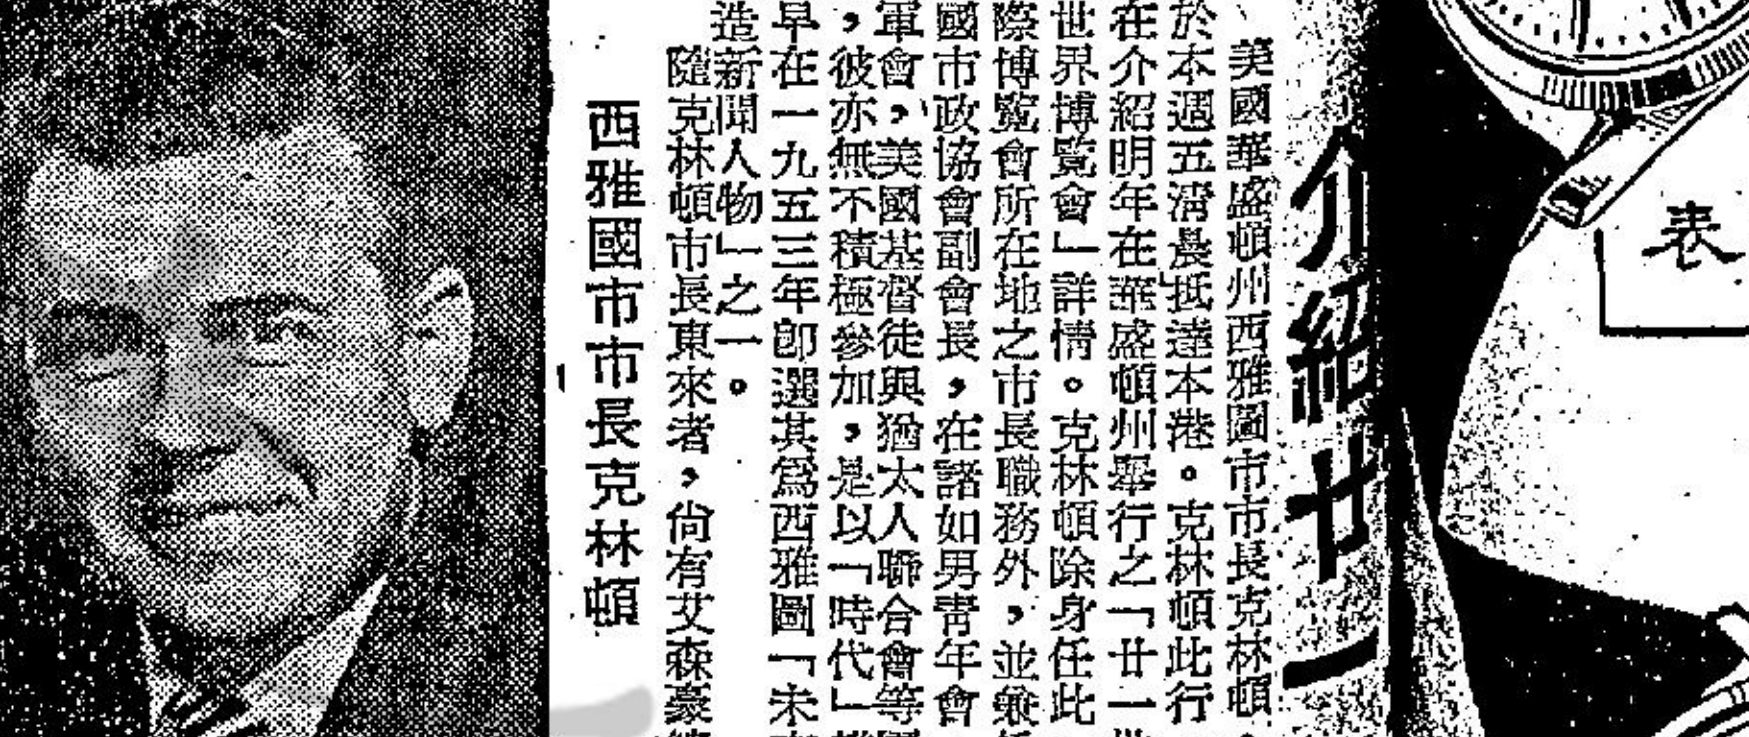 表
介紹廿一
美國華盛頓州西雅圖市市長克林頓，
於本週五清晨抵達本港。克林頓此行
在介紹明年在華盛頓州舉行之「廿一世
世界博覽會」詳情。克林頓除身任此
際博覽會所在地之市長職務外，並兼
國市政協會副會長，在諸如男青年會
軍會，美國基督徒與猶太人聯合會等
，彼亦無不積極參加，是以「時代」
早在一九五三年卽選其爲西雅圖「未
造新聞人物」之一。
隨克林頓市長東來者，尙有艾森豪
西雅國市市長克林頓